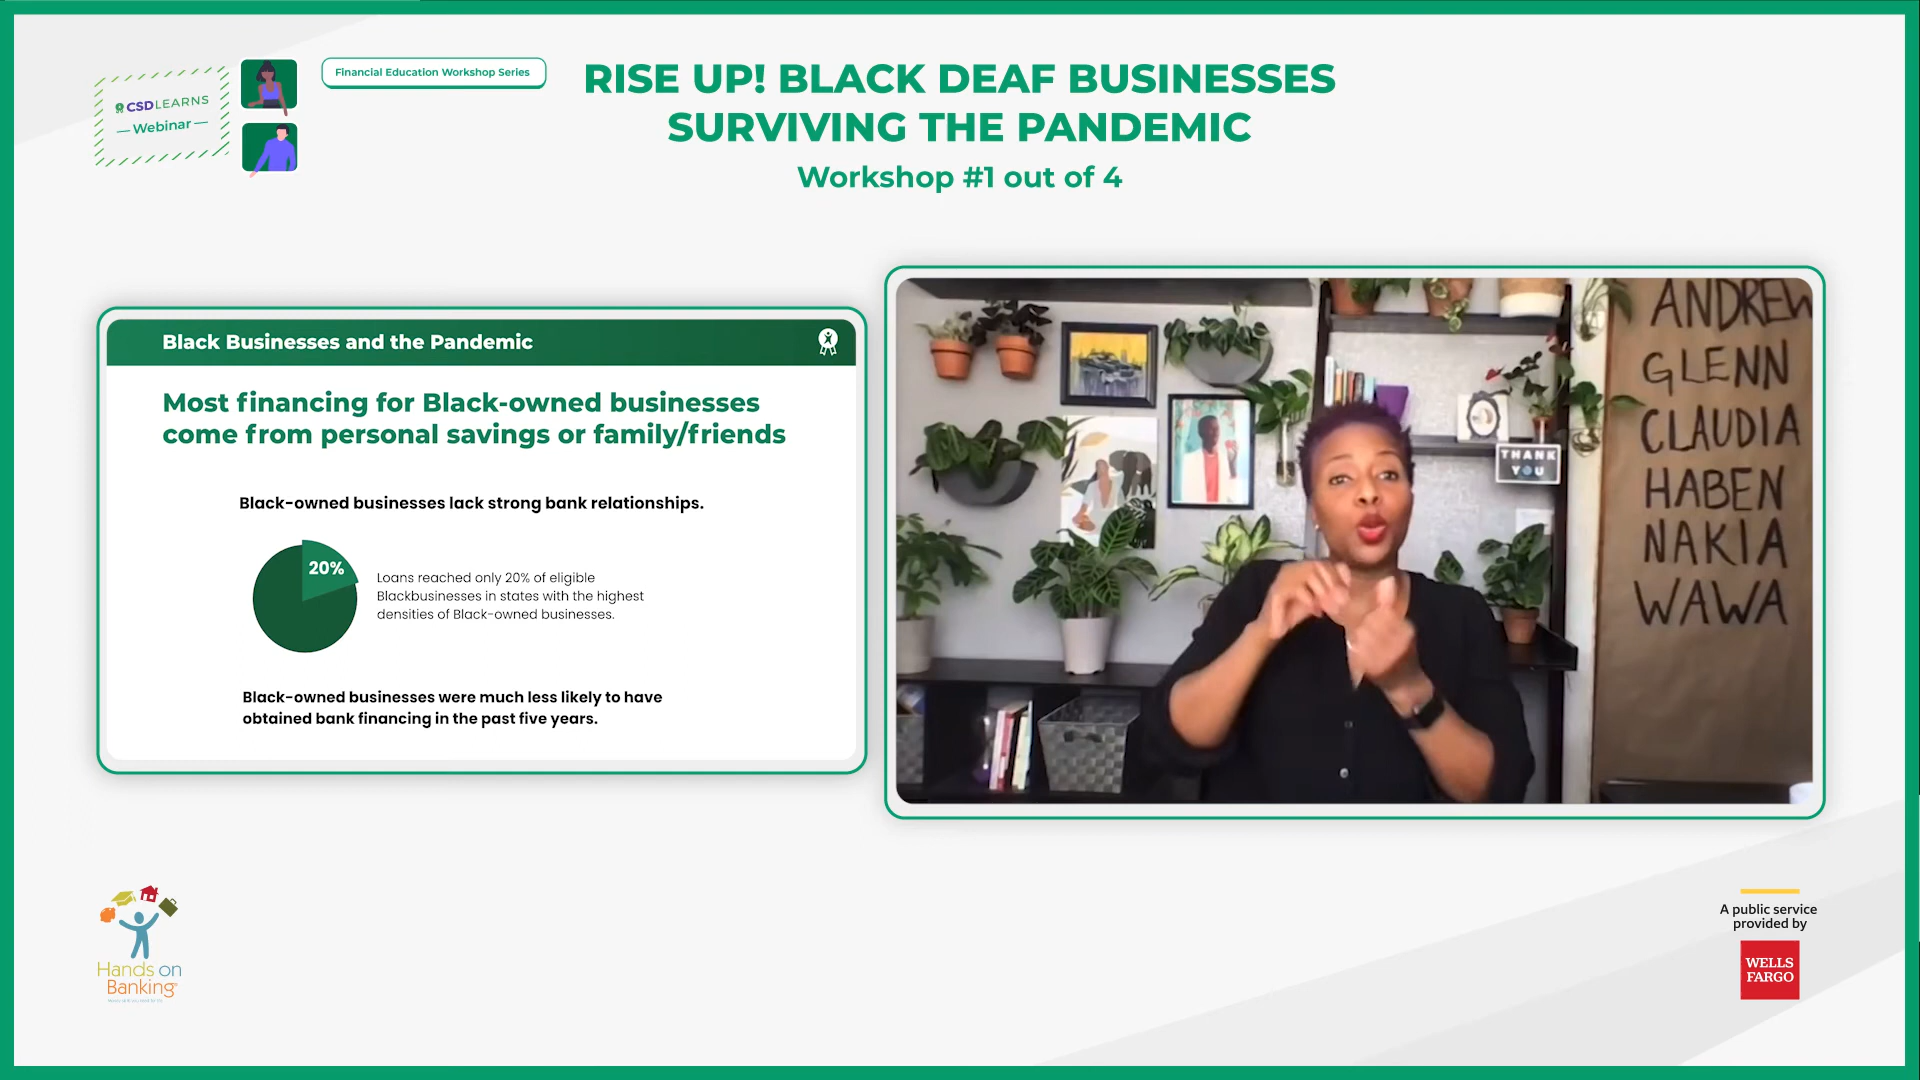 CSDLEARNS
— Webinar —
Financial Education Workshop Series
RISE UP! BLACK DEAF BUSINESSES
SURVIVING THE PANDEMIC
Workshop #1 out of 4
Black Businesses and the Pandemic
Most financing for Black-owned businesses
come from personal savings or family/friends
Black-owned businesses lack strong bank relationships.
20%
Loans reached only 20% of eligible
Blackbusinesses in states with the highest
densities of Black-owned businesses.
Black-owned businesses were much less likely to have
obtained bank financing in the past five years.
THANK
YOU
ANDREW
GLENN
CLAUDIA
HABEN
NAKIA
WAWA
Hands on
Banking
A public service
provided by
WELLS
FARGO